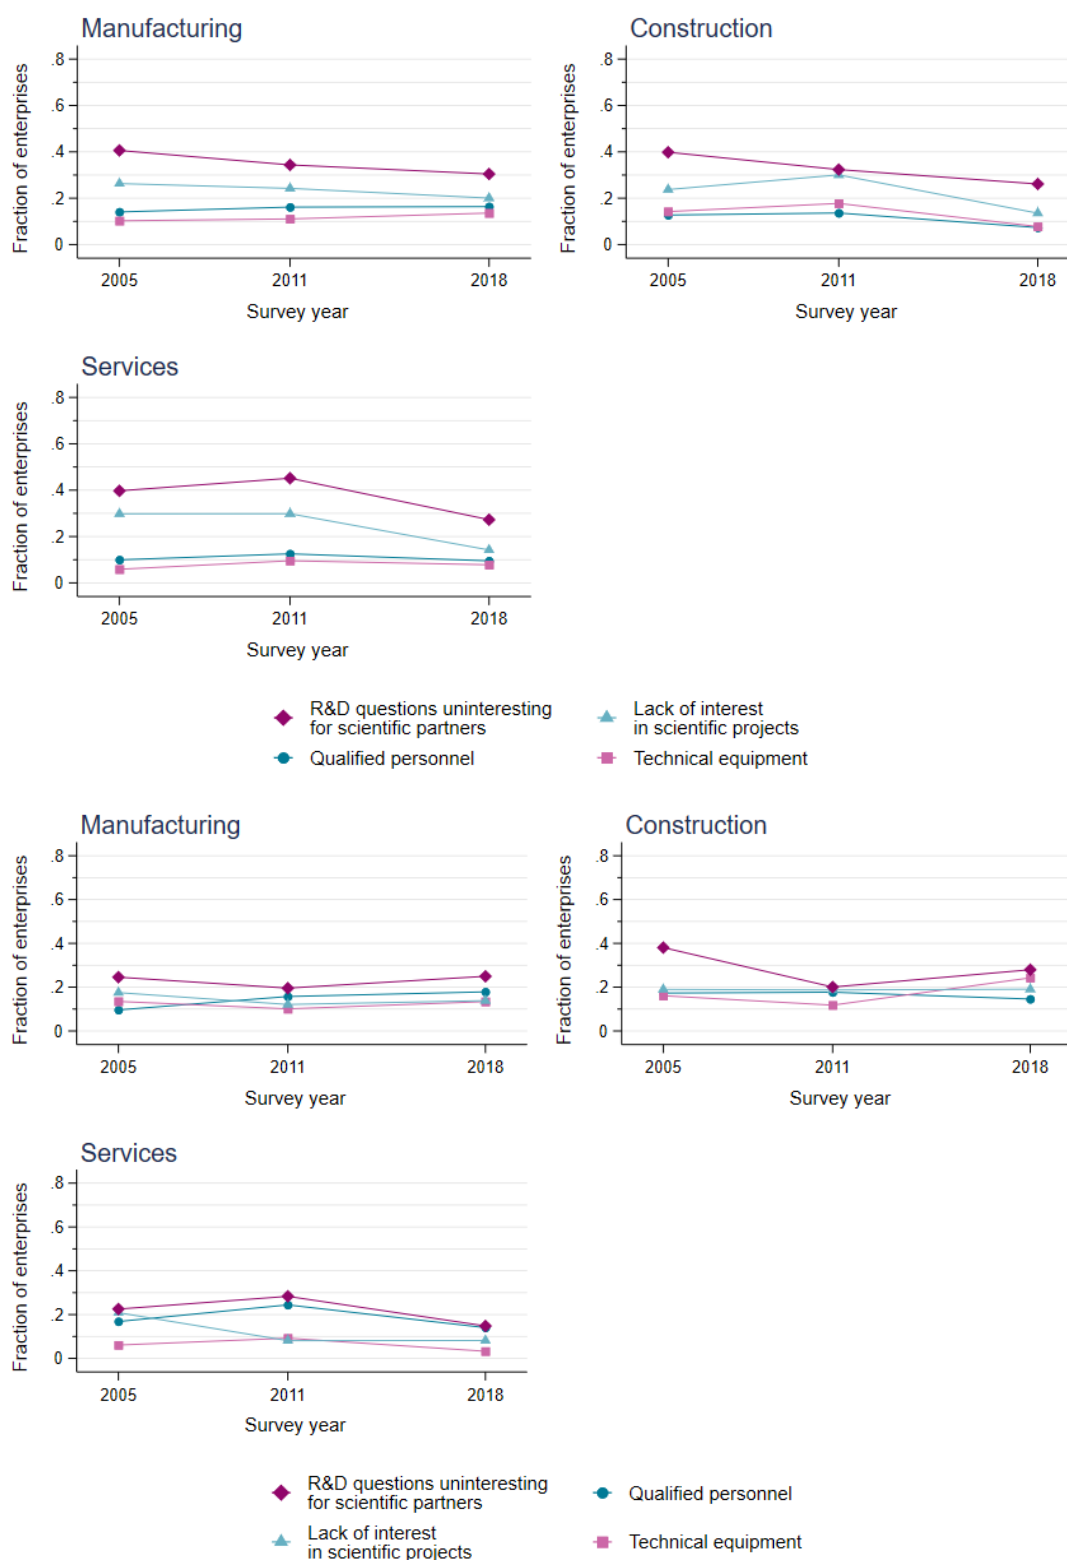 Manufacturing
Fraction of enterprises
.8
.6
.4
.2
0
2005 2011 2018
Survey year
Construction
Fraction of enterprises
.8
.6
.4
.2
0
2005 2011 2018
Survey year
Services
Fraction of enterprises
.8
.6
.4
.2
0
2005 2011 2018
Survey year
R&D questions uninteresting
for scientific partners
Lack of interest
in scientific projects
Qualified personnel
Technical equipment
Manufacturing
Fraction of enterprises
.8
.6
.4
.2
0
2005 2011 2018
Survey year
Construction
Fraction of enterprises
.8
.6
.4
.2
0
2005 2011 2018
Survey year
Services
Fraction of enterprises
.8
.6
.4
.2
0
2005 2011 2018
Survey year
R&D questions uninteresting
for scientific partners
Qualified personnel
Lack of interest
in scientific projects
Technical equipment